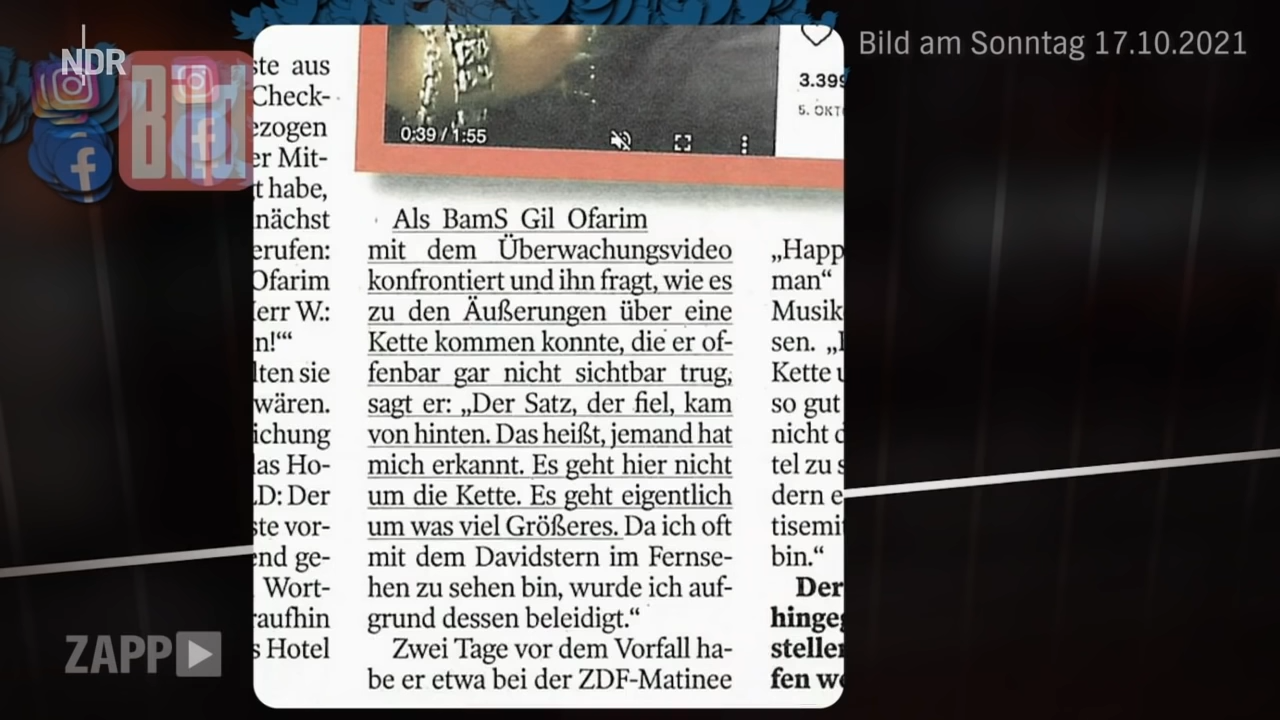 NDR
Bild
Bild am Sonntag 17.10.2021
ste aus
Check-
ezogen
er Mit-
t habe,
nächst
erufen:
Ofarim
err W.:
n!‘“
lten sie
wären.
ichung
as Ho-
D: Der
ste vor-
end ge-
Wort-
raufhin
s Hotel
0:39 / 1:55
3.399
5. OKT
Als BamS Gil Ofarim
mit dem Überwachungsvideo
konfrontiert und ihn fragt, wie es
zu den Äußerungen über eine
Kette kommen konnte, die er of-
fenbar gar nicht sichtbar trug,
sagt er: „Der Satz, der fiel, kam
von hinten. Das heißt, jemand hat
mich erkannt. Es geht hier nicht
um die Kette. Es geht eigentlich
um was viel Größeres. Da ich oft
mit dem Davidstern im Fernse-
hen zu sehen bin, wurde ich auf-
grund dessen beleidigt.“
Zwei Tage vor dem Vorfall ha-
be er etwa bei der ZDF-Matinee
„Happ
man“
Musik
sen. „
Kette
so gut
nicht d
tel zu s
dern e
tisemi
bin.“
Der
hinge
stelle
fen we
ZAPP